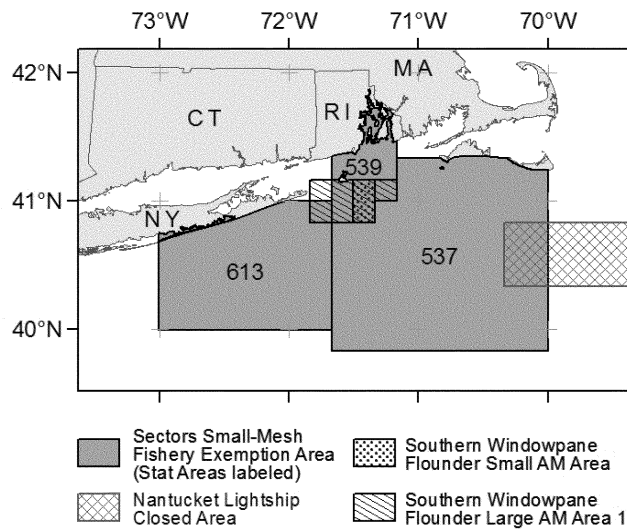 73°W 72°W 71°W 70°W
42°N
MA
RI
CT
539
41°N
NY
537
613
40°N
Sectors Small-Mesh
Fishery Exemption Area
(Stat Areas labeled)
Nantucket Lightship
Closed Area
Southern Windowpane
Flounder Small AM Area
Southern Windowpane
Flounder Large AM Area 1